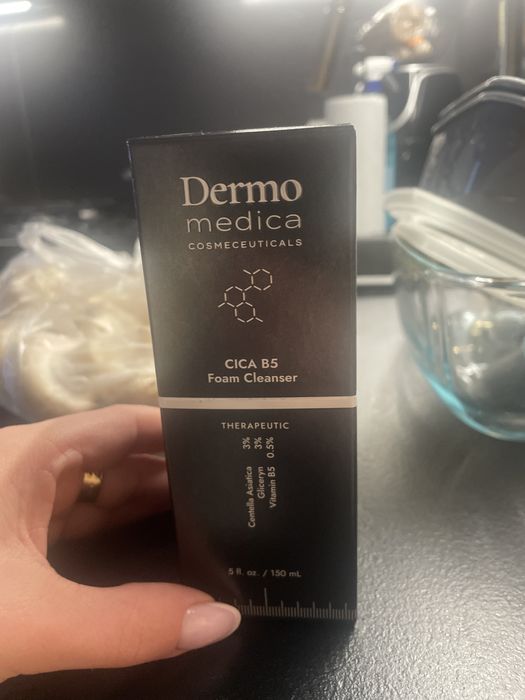 Dermo
medica
COSMECEUTICALS
CICA B5
Foam Cleanser
THERAPEUTIC
Centella Asiatica 3%
Gliceryn 3%
Vitamin B5 0.5%
5 fl. oz. / 150 mL